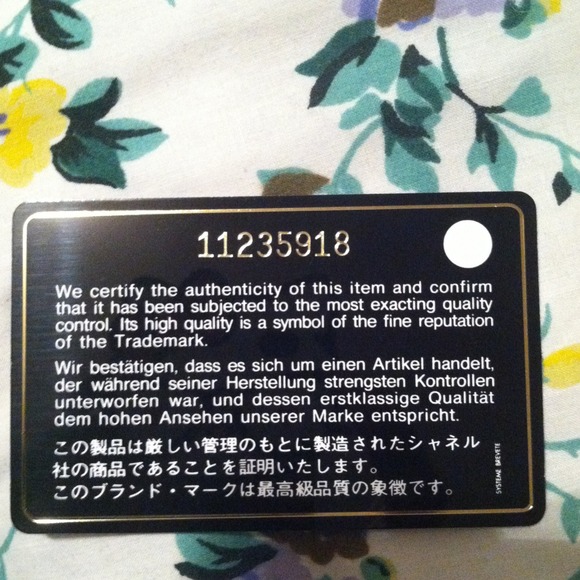 11235918
We certify the authenticity of this item and confirm
that it has been subjected to the most exacting quality
control. Its high quality is a symbol of the fine reputation
of the Trademark.
Wir bestätigen, dass es sich um einen Artikel handelt,
der während seiner Herstellung strengsten Kontrollen
unterworfen war, und dessen erstklassige Qualität
dem hohen Ansehen unserer Marke entspricht.
この製品は厳しい管理のもとに製造されたシャネル
社の商品であることを証明いたします。
このブランド・マークは最高級品質の象徴です。
SYSTEME BREVETE